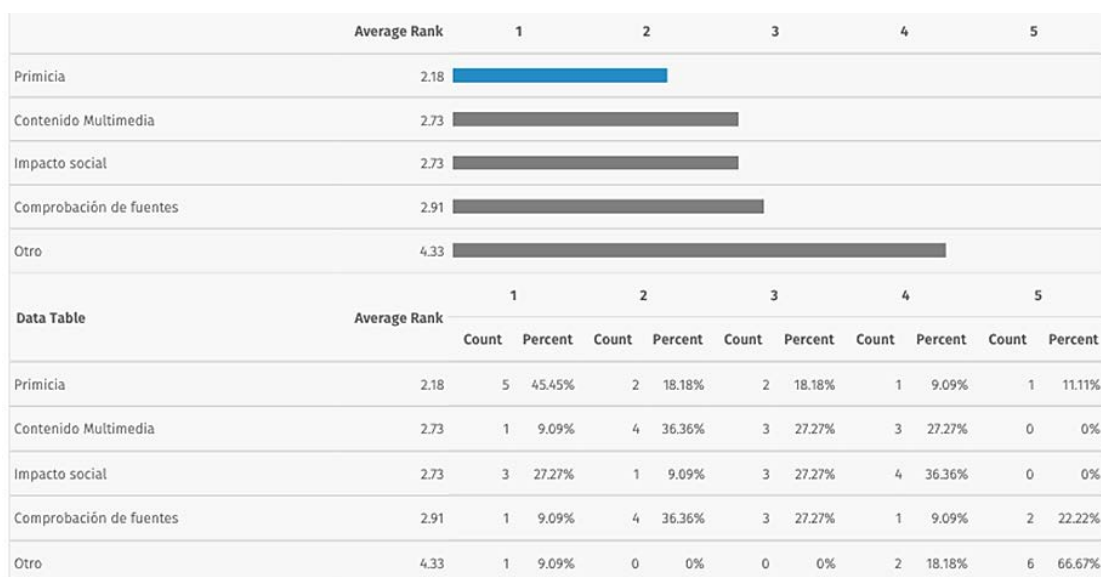 Average Rank 1 2 3 4 5
Primicia 2.18
Contenido Multimedia 2.73
Impacto social 2.73
Comprobación de fuentes 2.91
Otro 4.33
Data Table Average Rank 1 2 3 4 5
Count Percent Count Percent Count Percent Count Percent Count Percent
Primicia 2.18 5 45.45% 2 18.18% 2 18.18% 1 9.09% 1 11.11%
Contenido Multimedia 2.73 1 9.09% 4 36.36% 3 27.27% 3 27.27% 0 0%
Impacto social 2.73 3 27.27% 1 9.09% 3 27.27% 4 36.36% 0 0%
Comprobación de fuentes 2.91 1 9.09% 4 36.36% 3 27.27% 1 9.09% 2 22.22%
Otro 4.33 1 9.09% 0 0% 0 0% 2 18.18% 6 66.67%